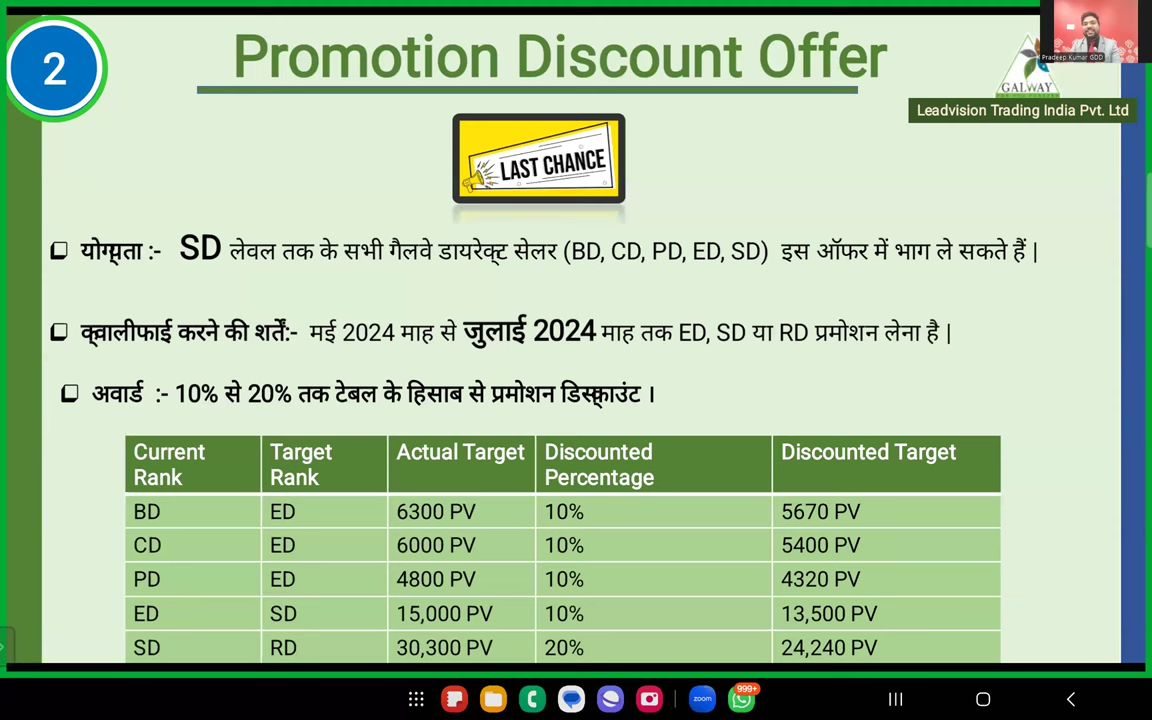 2
Promotion Discount Offer
Pradeep Kumar GDD
GALWAY
Leadvision Trading India Pvt. Ltd
LAST CHANCE
योग्यता :- SD लेवल तक के सभी गैलवे डायरेक्ट सेलर (BD, CD, PD, ED, SD) इस ऑफर में भाग ले सकते हैं |
क्वालीफाई करने की शर्तें:- मई 2024 माह से जुलाई 2024 माह तक ED, SD या RD प्रमोशन लेना है |
अवार्ड :- 10% से 20% तक टेबल के हिसाब से प्रमोशन डिस्काउंट ।
Current Rank Target Rank Actual Target Discounted Percentage Discounted Target
BD ED 6300 PV 10% 5670 PV
CD ED 6000 PV 10% 5400 PV
PD ED 4800 PV 10% 4320 PV
ED SD 15,000 PV 10% 13,500 PV
SD RD 30,300 PV 20% 24,240 PV
zoom
999+